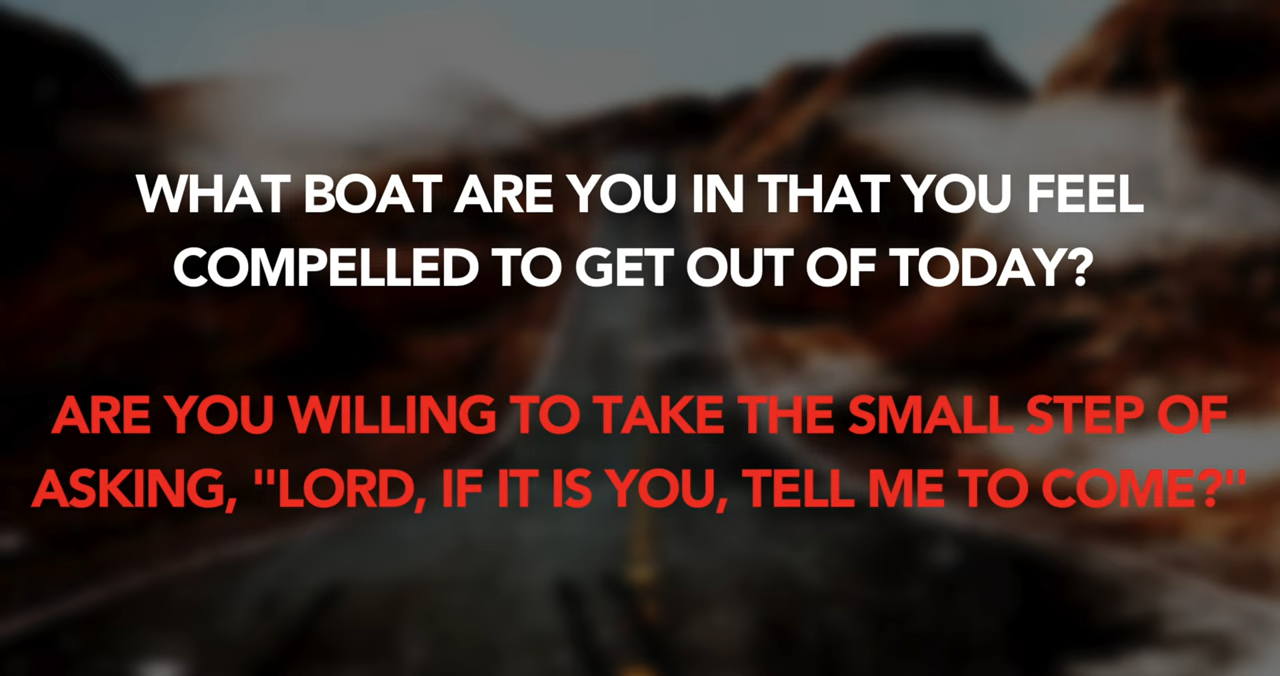 WHAT BOAT ARE YOU IN THAT YOU FEEL
COMPELLED TO GET OUT OF TODAY?
ARE YOU WILLING TO TAKE THE SMALL STEP OF
ASKING, "LORD, IF IT IS YOU, TELL ME TO COME?"